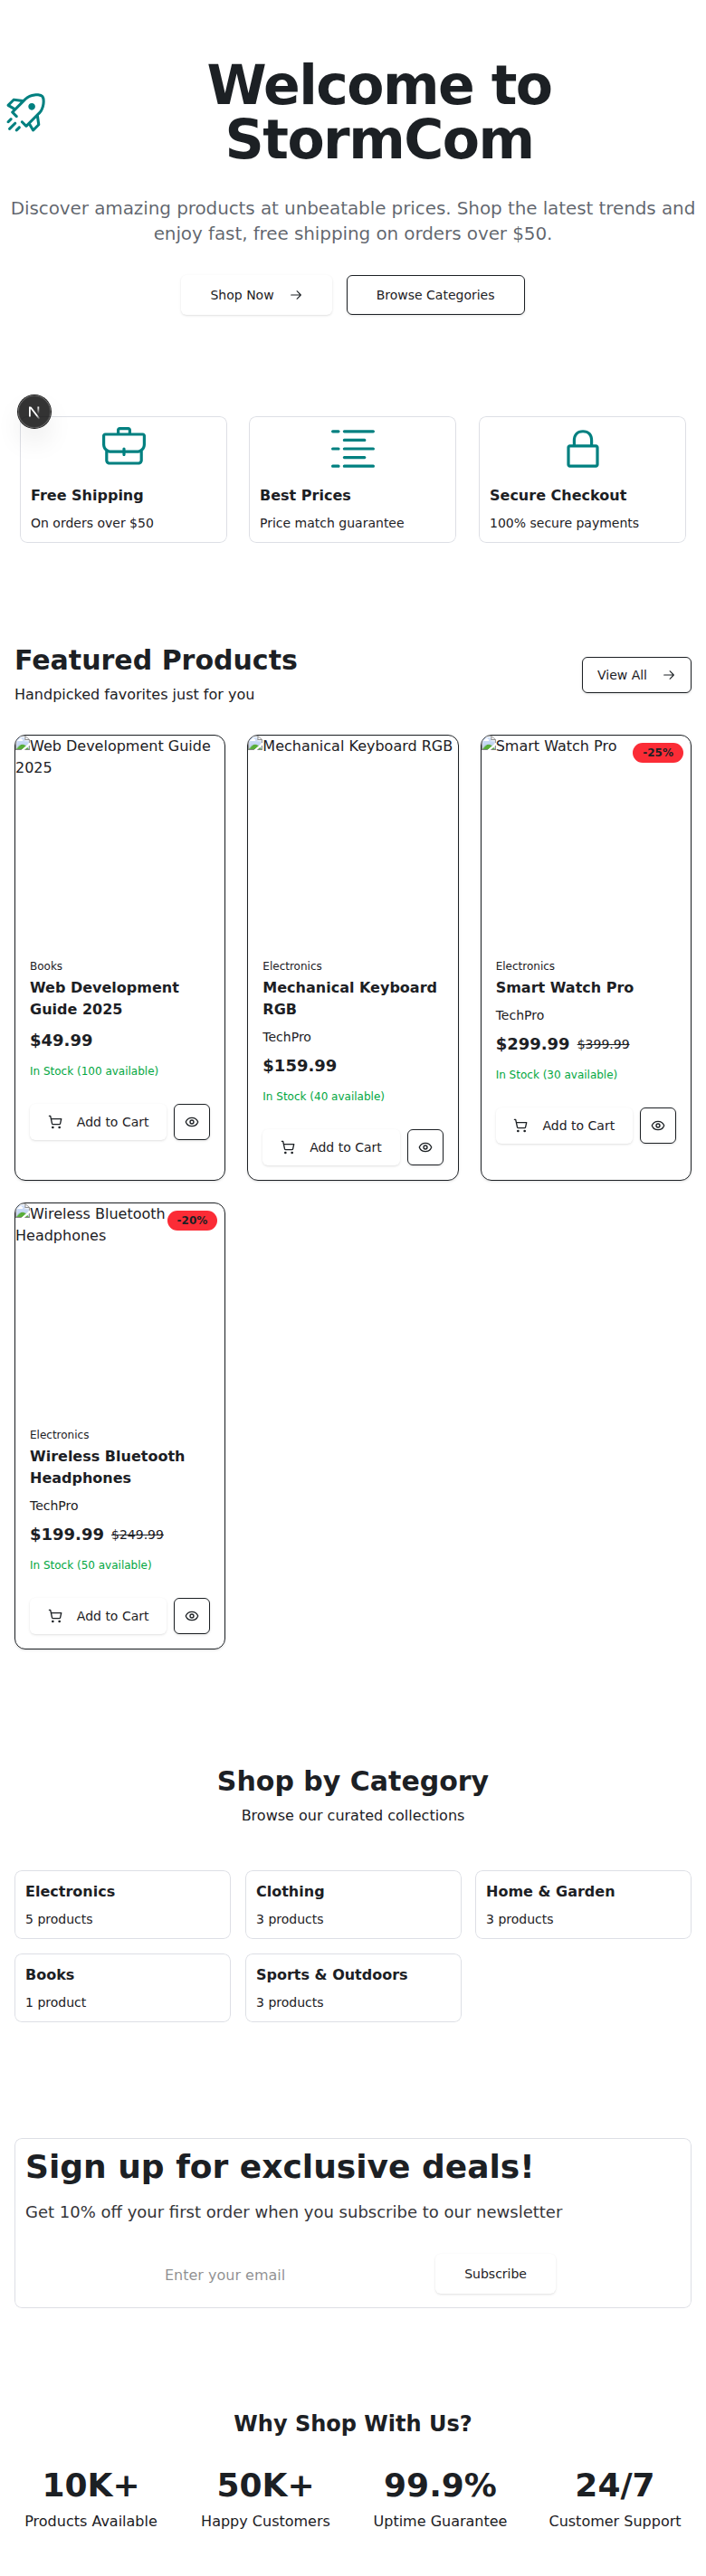 Welcome to
StormCom
Discover amazing products at unbeatable prices. Shop the latest trends and
enjoy fast, free shipping on orders over $50.
Shop Now
Browse Categories
N
Free Shipping
On orders over $50
Best Prices
Price match guarantee
Secure Checkout
100% secure payments
Featured Products
Handpicked favorites just for you
View All
Web Development Guide
2025
Books
Web Development
Guide 2025
$49.99
In Stock (100 available)
Add to Cart
Mechanical Keyboard RGB
Electronics
Mechanical Keyboard
RGB
TechPro
$159.99
In Stock (40 available)
Add to Cart
Smart Watch Pro
-25%
Electronics
Smart Watch Pro
TechPro
$299.99 $399.99
In Stock (30 available)
Add to Cart
Wireless Bluetooth
Headphones
-20%
Electronics
Wireless Bluetooth
Headphones
TechPro
$199.99 $249.99
In Stock (50 available)
Add to Cart
Shop by Category
Browse our curated collections
Electronics
5 products
Clothing
3 products
Home & Garden
3 products
Books
1 product
Sports & Outdoors
3 products
Sign up for exclusive deals!
Get 10% off your first order when you subscribe to our newsletter
Enter your email
Subscribe
Why Shop With Us?
10K+
Products Available
50K+
Happy Customers
99.9%
Uptime Guarantee
24/7
Customer Support